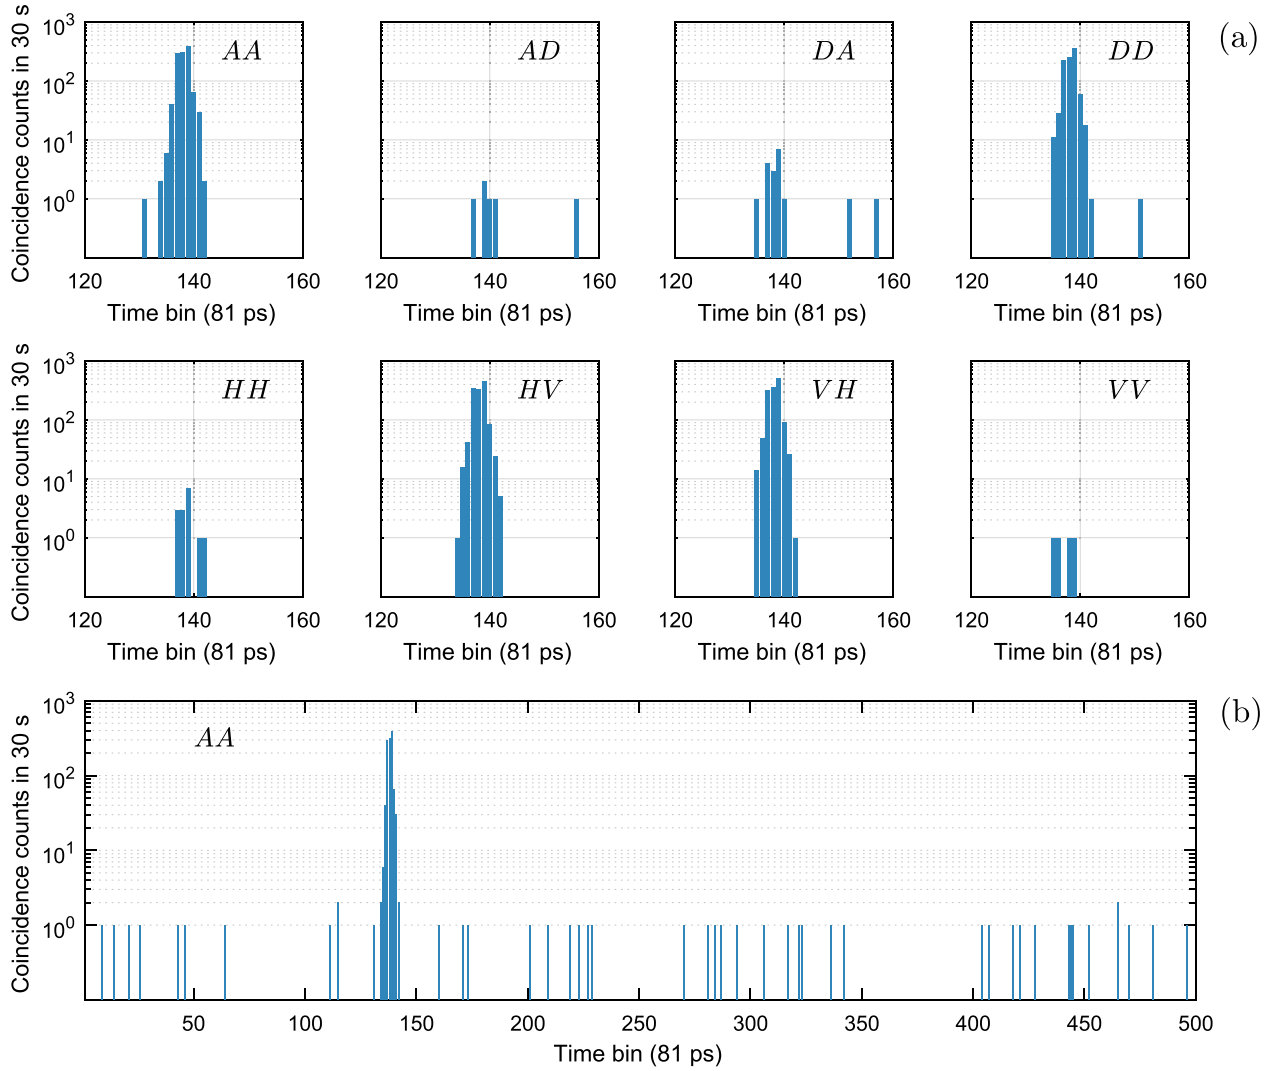 Coincidence counts in 30 s
10^3
10^2
10^1
10^0
AA
120 140 160
Time bin (81 ps)
AD
120 140 160
Time bin (81 ps)
DA
120 140 160
Time bin (81 ps)
DD
120 140 160
Time bin (81 ps)
(a)
Coincidence counts in 30 s
10^3
10^2
10^1
10^0
HH
120 140 160
Time bin (81 ps)
HV
120 140 160
Time bin (81 ps)
VH
120 140 160
Time bin (81 ps)
VV
120 140 160
Time bin (81 ps)
(b)
Coincidence counts in 30 s
10^3
10^2
10^1
10^0
AA
50 100 150 200 250 300 350 400 450 500
Time bin (81 ps)